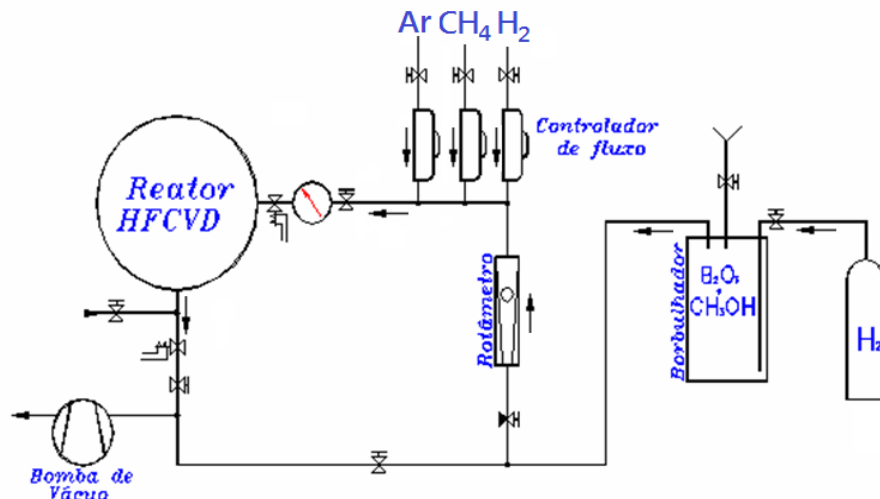 Ar CH₄ H₂
Controlador
de fluxo
Reator
HFCVD
Rotâmetro
Borbulhador
B₂O₃
+
CH₃OH
H₂
Bomba de
Vácuo